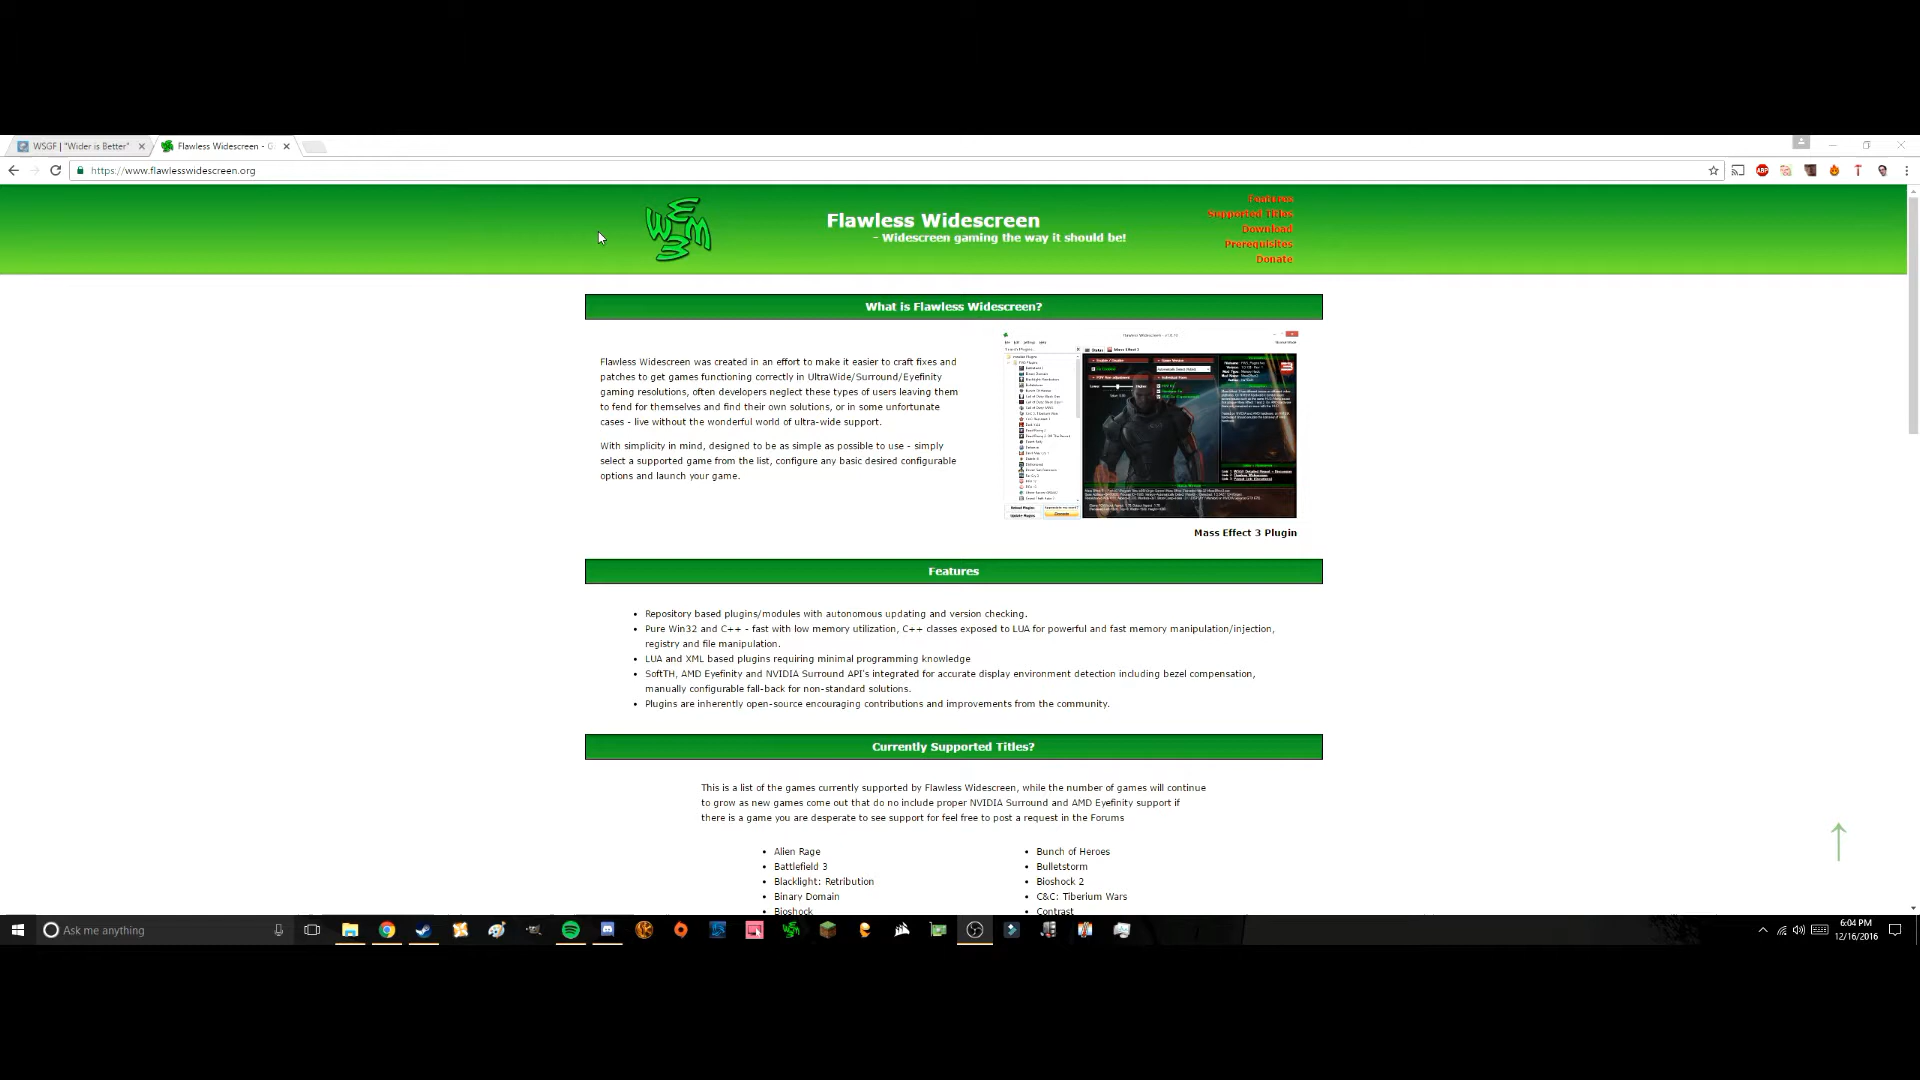 WSGF | "Wider is Better"
Flawless Widescreen - G
https://www.flawlesswidescreen.org
ABP
WEM3
Flawless Widescreen
- Widescreen gaming the way it should be!
Features
Supported Titles
Download
Prerequisites
Donate
What is Flawless Widescreen?
Flawless Widescreen was created in an effort to make it easier to craft fixes and
patches to get games functioning correctly in UltraWide/Surround/Eyefinity
gaming resolutions, often developers neglect these types of users leaving them
to fend for themselves and find their own solutions, or in some unfortunate
cases - live without the wonderful world of ultra-wide support.
With simplicity in mind, designed to be as simple as possible to use - simply
select a supported game from the list, configure any basic desired configurable
options and launch your game.
Mass Effect 3 Plugin
Features
• Repository based plugins/modules with autonomous updating and version checking.
• Pure Win32 and C++ - fast with low memory utilization, C++ classes exposed to LUA for powerful and fast memory manipulation/injection,
registry and file manipulation.
• LUA and XML based plugins requiring minimal programming knowledge
• SoftTH, AMD Eyefinity and NVIDIA Surround API's integrated for accurate display environment detection including bezel compensation,
manually configurable fall-back for non-standard solutions.
• Plugins are inherently open-source encouraging contributions and improvements from the community.
Currently Supported Titles?
This is a list of the games currently supported by Flawless Widescreen, while the number of games will continue
to grow as new games come out that do no include proper NVIDIA Surround and AMD Eyefinity support if
there is a game you are desperate to see support for feel free to post a request in the Forums
• Alien Rage
• Battlefield 3
• Blacklight: Retribution
• Binary Domain
• Bioshock
• Bunch of Heroes
• Bulletstorm
• Bioshock 2
• C&C: Tiberium Wars
• Contrast
Ask me anything
6:04 PM
12/16/2016